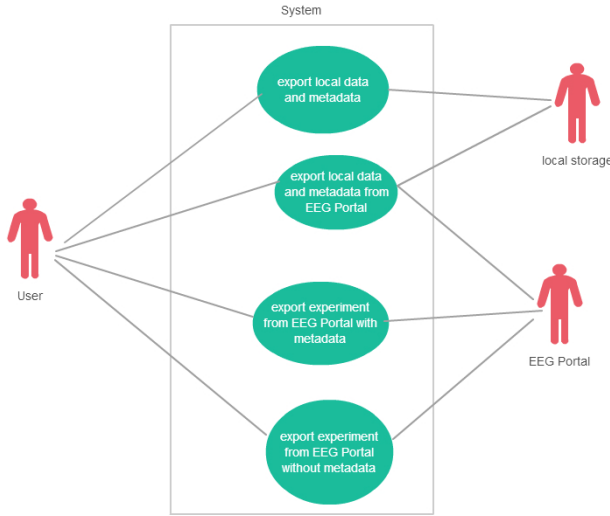 System
export local data
and metadata
local storage
export local data
and metadata from
EEG Portal
User
export experiment
from EEG Portal with
metadata
EEG Portal
export experiment
from EEG Portal
without metadata